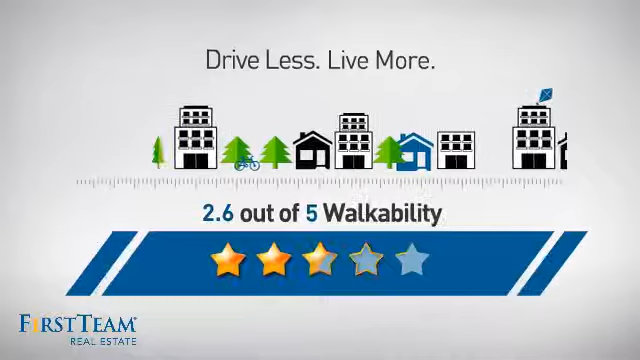 Drive Less. Live More.
2.6 out of 5 Walkability
FIRSTTEAM®
REAL ESTATE